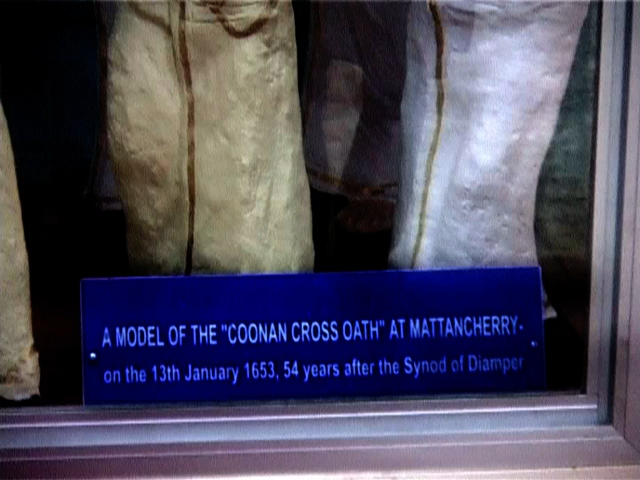 A MODEL OF THE "COONAN CROSS OATH" AT MATTANCHERRY-
on the 13th January 1653, 54 years after the Synod of Diamper